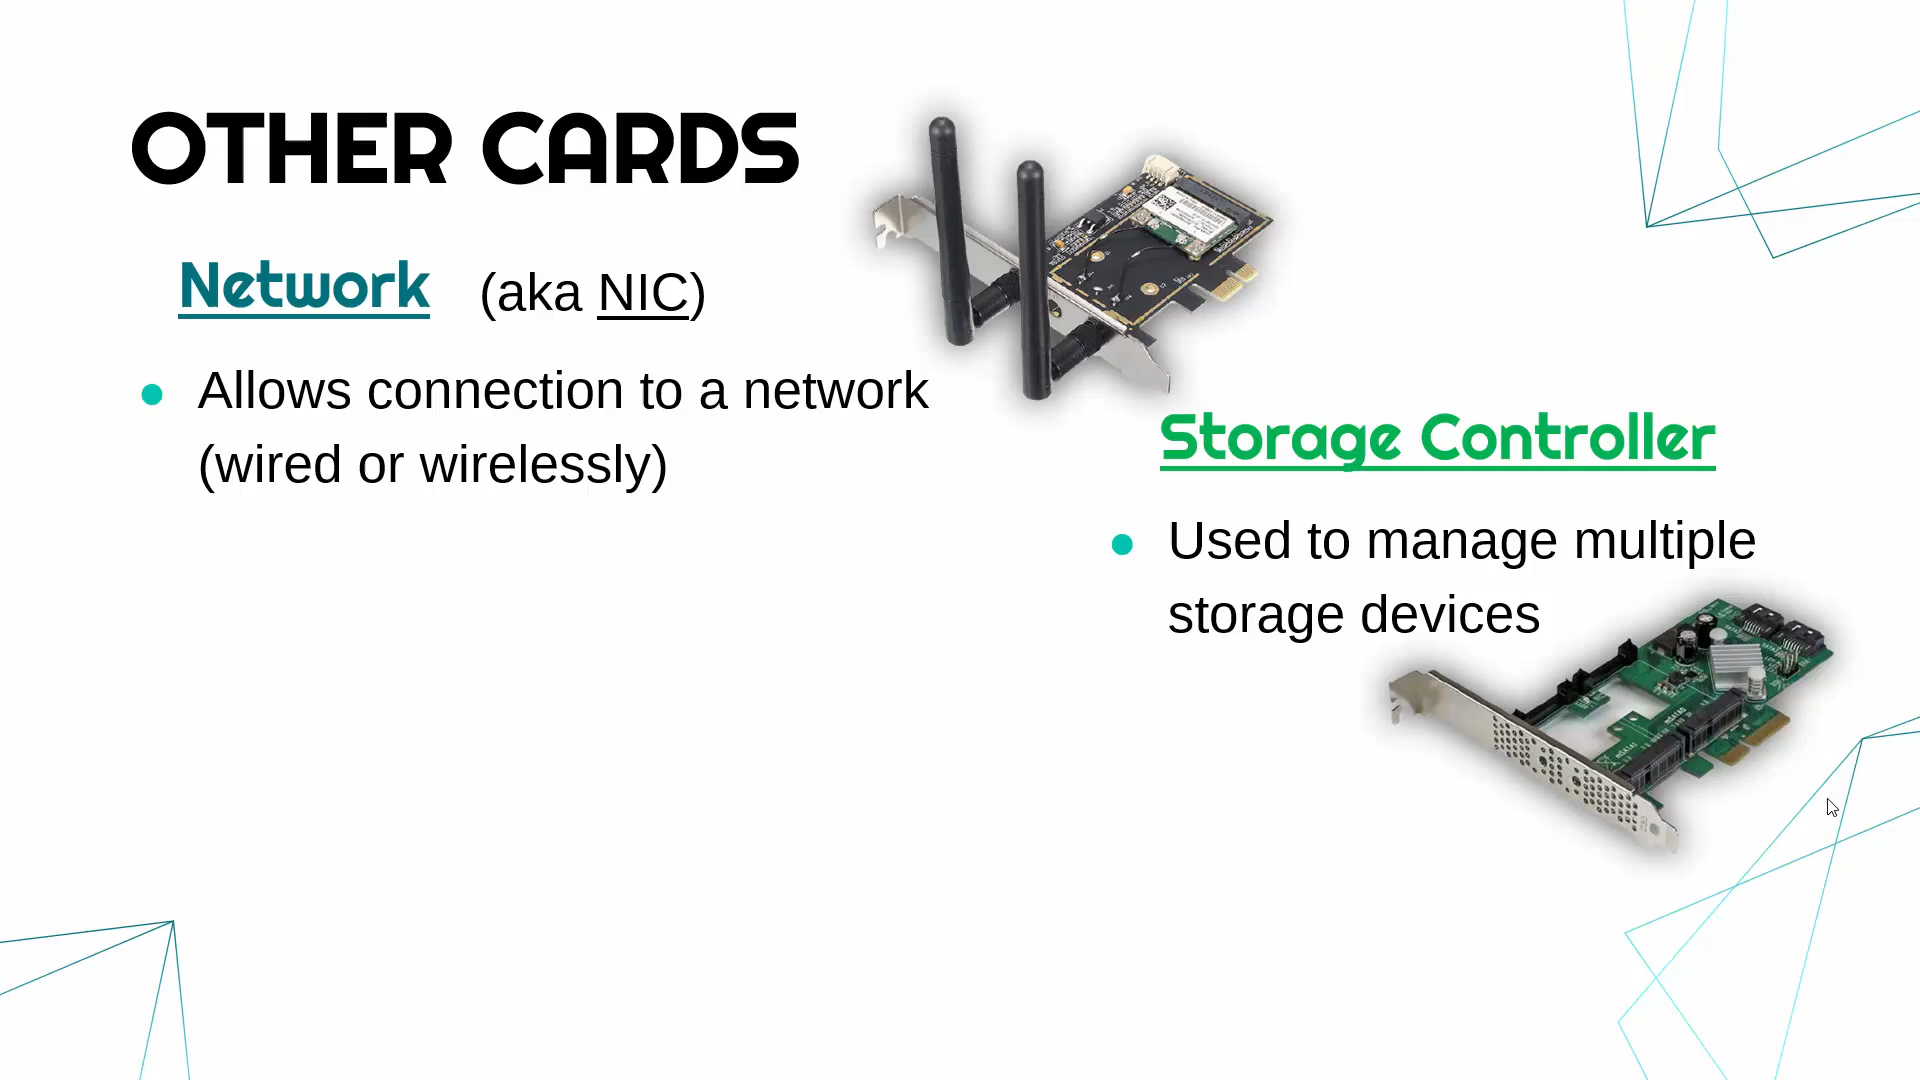 OTHER CARDS
Network (aka NIC)
Allows connection to a network
(wired or wirelessly)
Storage Controller
Used to manage multiple
storage devices